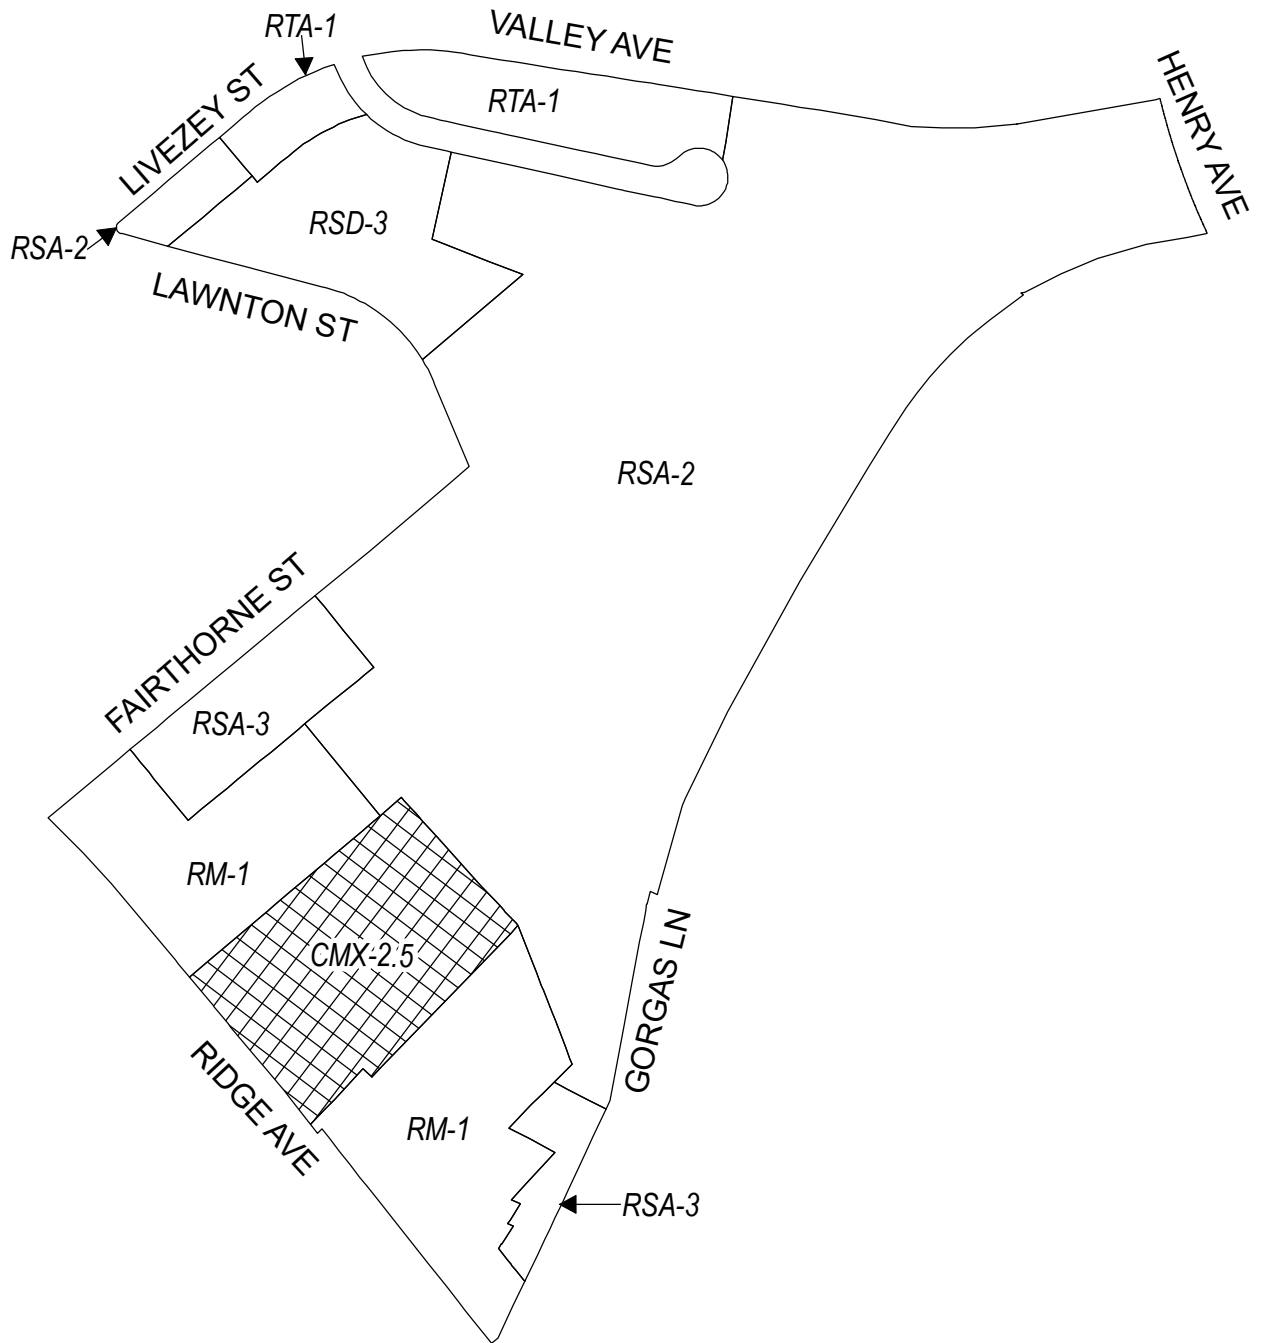 RTA-1
VALLEY AVE
HENRY AVE
LIVEZEY ST
RTA-1
RSD-3
RSA-2
LAWNTON ST
RSA-2
FAIRTHORNE ST
RSA-3
RM-1
CMX-2.5
GORGAS LN
RIDGE AVE
RM-1
RSA-3